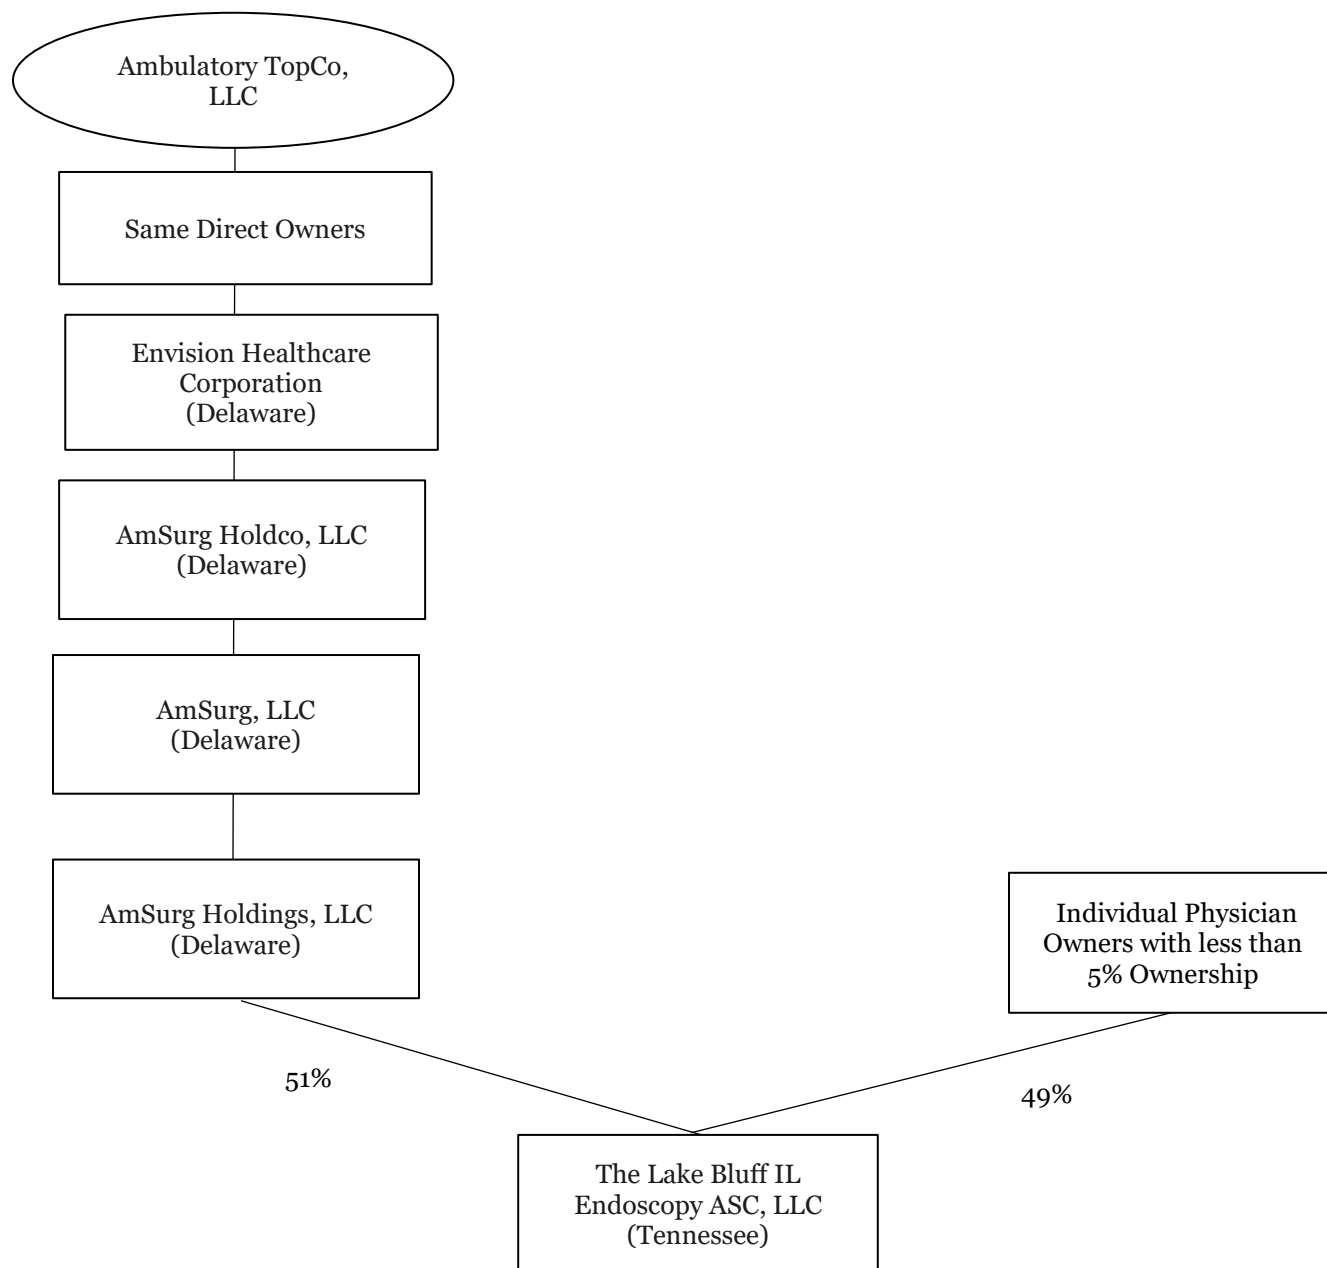 Ambulatory TopCo,
LLC
Same Direct Owners
Envision Healthcare
Corporation
(Delaware)
AmSurg Holdco, LLC
(Delaware)
AmSurg, LLC
(Delaware)
AmSurg Holdings, LLC
(Delaware)
Individual Physician
Owners with less than
5% Ownership
51%
49%
The Lake Bluff IL
Endoscopy ASC, LLC
(Tennessee)